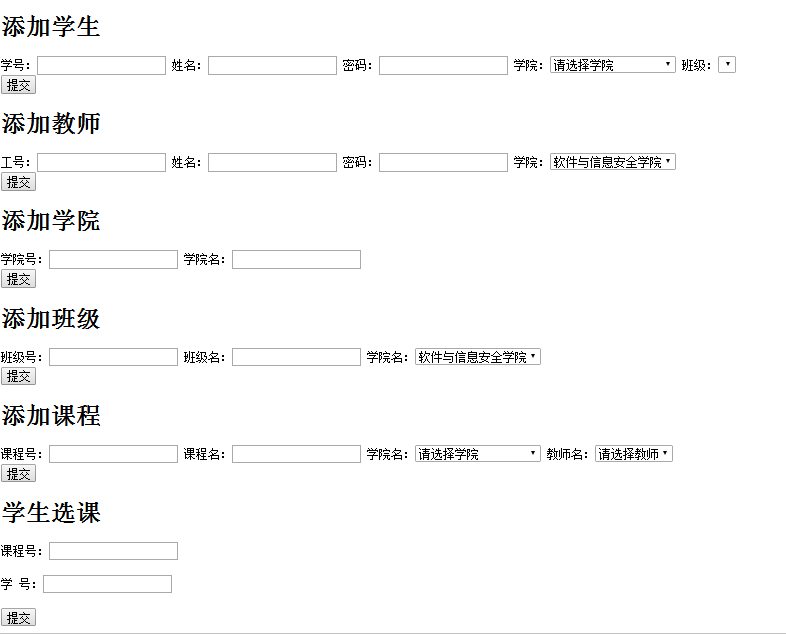 添加学生
学号： 姓名： 密码： 学院： 请选择学院 班级：
提交
添加教师
工号： 姓名： 密码： 学院： 软件与信息安全学院
提交
添加学院
学院号： 学院名：
提交
添加班级
班级号： 班级名： 学院名： 软件与信息安全学院
提交
添加课程
课程号： 课程名： 学院名： 请选择学院 教师名： 请选择教师
提交
学生选课
课程号：
学 号：
提交